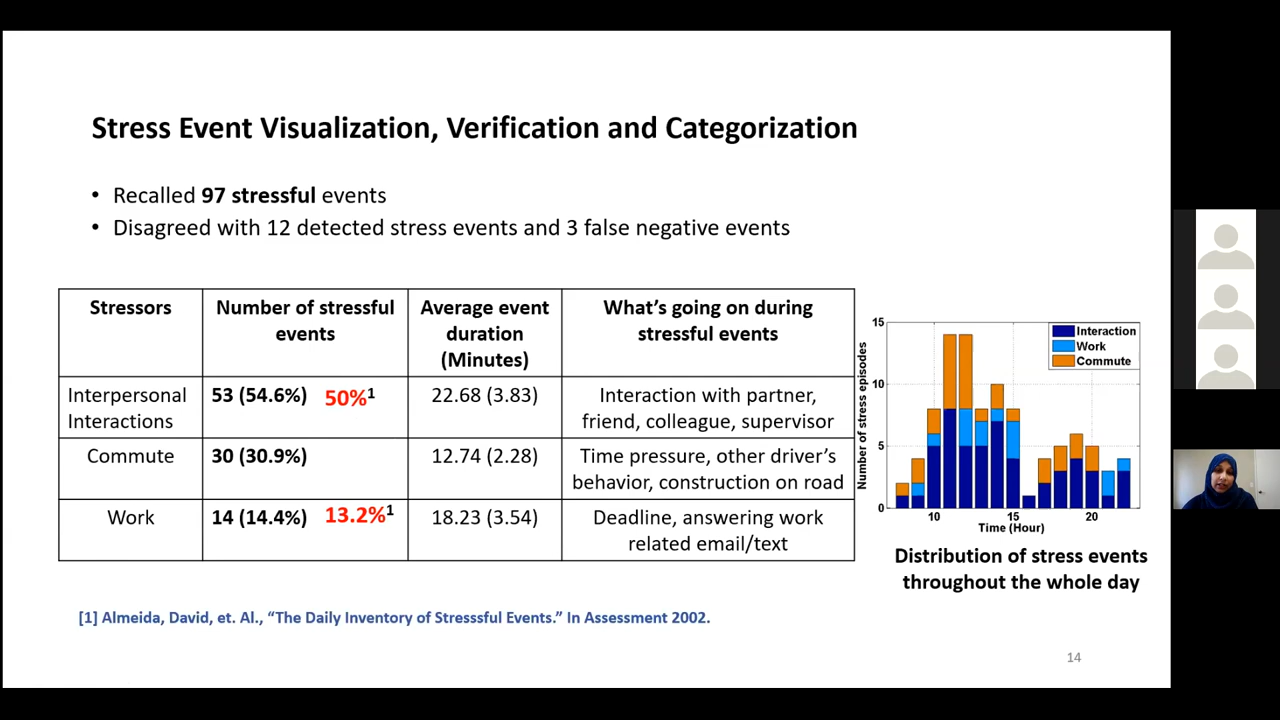 Stress Event Visualization, Verification and Categorization
• Recalled 97 stressful events
• Disagreed with 12 detected stress events and 3 false negative events
Stressors
Number of stressful
events
Average event
duration
(Minutes)
What's going on during
stressful events
Interpersonal
Interactions
53 (54.6%) 50%¹
22.68 (3.83)
Interaction with partner,
friend, colleague, supervisor
Commute
30 (30.9%)
12.74 (2.28)
Time pressure, other driver's
behavior, construction on road
Work
14 (14.4%) 13.2%¹
18.23 (3.54)
Deadline, answering work
related email/text
Number of stress episodes
15
10
5
0
Interaction
Work
Commute
10 15 20
Time (Hour)
Distribution of stress events
throughout the whole day
[1] Almeida, David, et. Al., “The Daily Inventory of Stresssful Events.” In Assessment 2002.
14